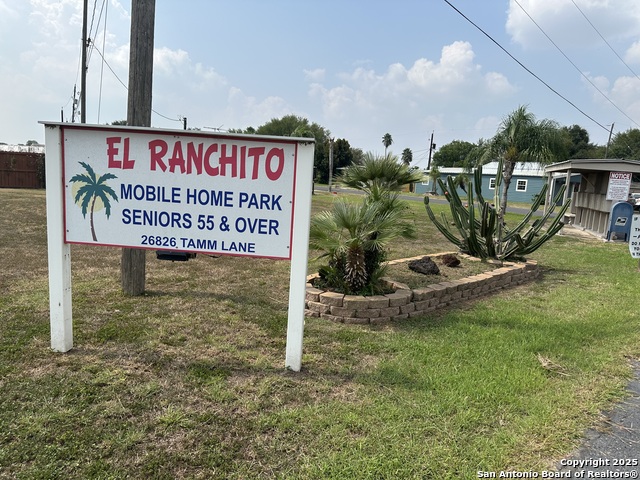 EL RANCHITO
MOBILE HOME PARK
SENIORS 55 & OVER
26826 TAMM LANE
NOTICE
Copyright 2025
San Antonio Board of Realtors®